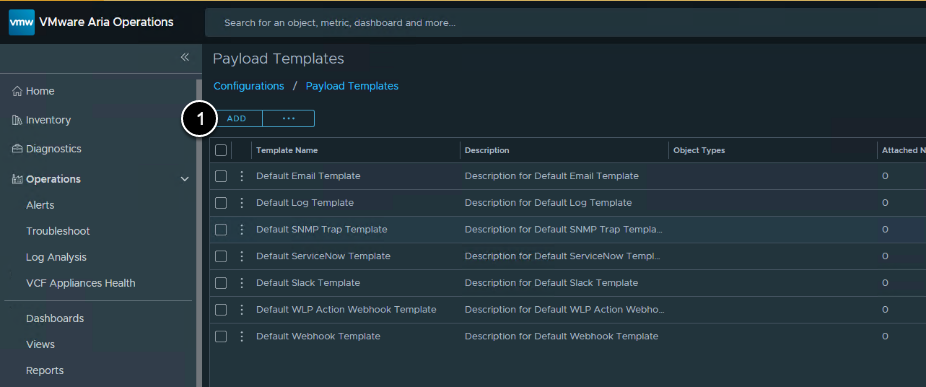 vmw VMware Aria Operations
Search for an object, metric, dashboard and more...
Home
Inventory
Diagnostics
Operations
Alerts
Troubleshoot
Log Analysis
VCF Appliances Health
Dashboards
Views
Reports
Payload Templates
Configurations / Payload Templates
1 ADD ...
Template Name Description Object Types Attached N
Default Email Template Description for Default Email Template 0
Default Log Template Description for Default Log Template 0
Default SNMP Trap Template Description for Default SNMP Trap Templa... 0
Default ServiceNow Template Description for Default ServiceNow Templ... 0
Default Slack Template Description for Default Slack Template 0
Default WLP Action Webhook Template Description for Default WLP Action Webho... 0
Default Webhook Template Description for Default Webhook Template 0